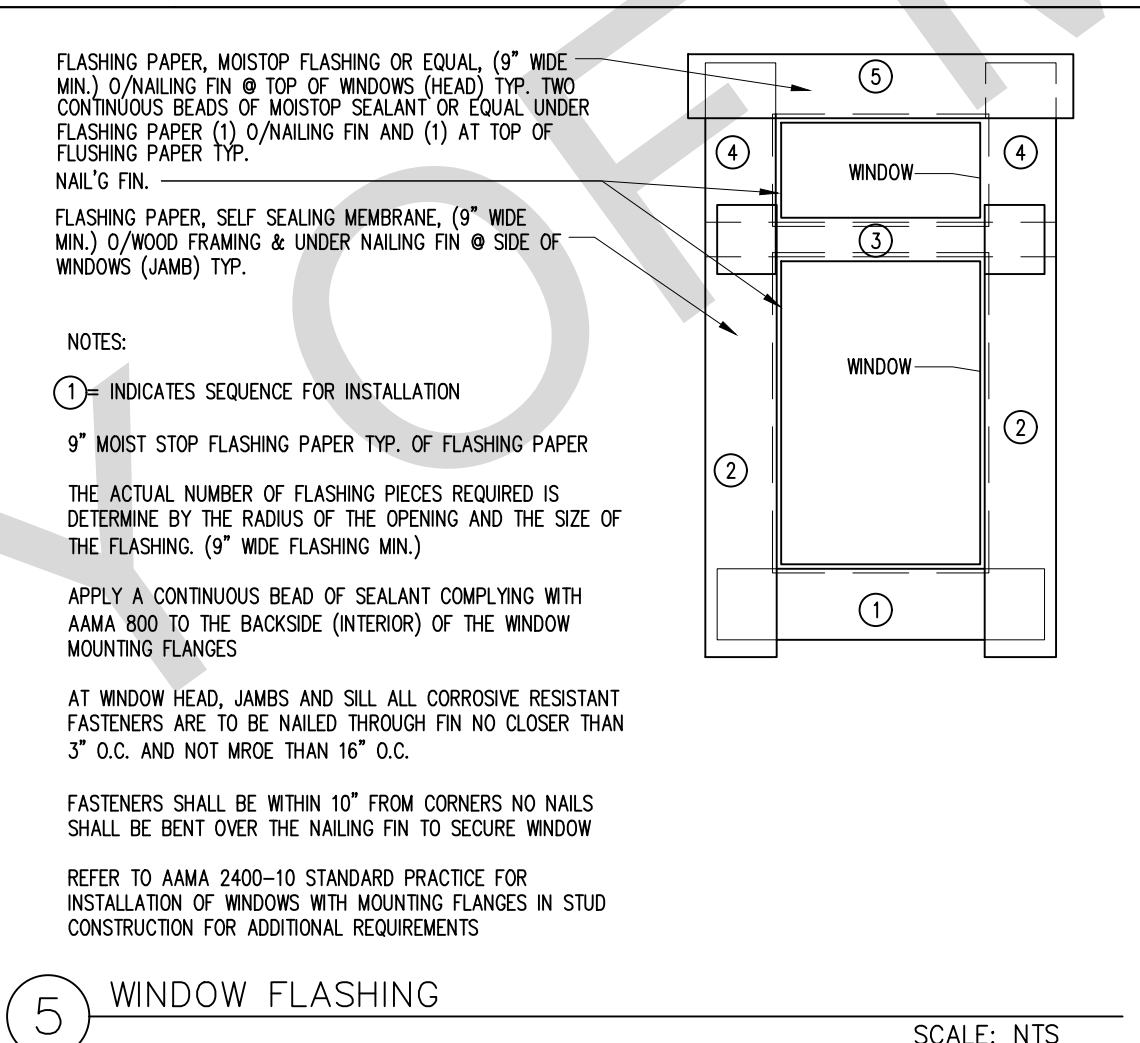 FLASHING PAPER, MOISTOP FLASHING OR EQUAL, (9" WIDE
MIN.) O/NAILING FIN @ TOP OF WINDOWS (HEAD) TYP. TWO
CONTINUOUS BEADS OF MOISTOP SEALANT OR EQUAL UNDER
FLASHING PAPER (1) O/NAILING FIN AND (1) AT TOP OF
FLUSHING PAPER TYP.
NAIL'G FIN.
FLASHING PAPER, SELF SEALING MEMBRANE, (9" WIDE
MIN.) O/WOOD FRAMING & UNDER NAILING FIN @ SIDE OF
WINDOWS (JAMB) TYP.
5
4
WINDOW
4
3
WINDOW
2
2
1
NOTES:
1 = INDICATES SEQUENCE FOR INSTALLATION
9" MOIST STOP FLASHING PAPER TYP. OF FLASHING PAPER
THE ACTUAL NUMBER OF FLASHING PIECES REQUIRED IS
DETERMINE BY THE RADIUS OF THE OPENING AND THE SIZE OF
THE FLASHING. (9" WIDE FLASHING MIN.)
APPLY A CONTINUOUS BEAD OF SEALANT COMPLYING WITH
AAMA 800 TO THE BACKSIDE (INTERIOR) OF THE WINDOW
MOUNTING FLANGES
AT WINDOW HEAD, JAMBS AND SILL ALL CORROSIVE RESISTANT
FASTENERS ARE TO BE NAILED THROUGH FIN NO CLOSER THAN
3" O.C. AND NOT MROE THAN 16" O.C.
FASTENERS SHALL BE WITHIN 10" FROM CORNERS NO NAILS
SHALL BE BENT OVER THE NAILING FIN TO SECURE WINDOW
REFER TO AAMA 2400-10 STANDARD PRACTICE FOR
INSTALLATION OF WINDOWS WITH MOUNTING FLANGES IN STUD
CONSTRUCTION FOR ADDITIONAL REQUIREMENTS
5 WINDOW FLASHING
SCALE: NTS
Y OF